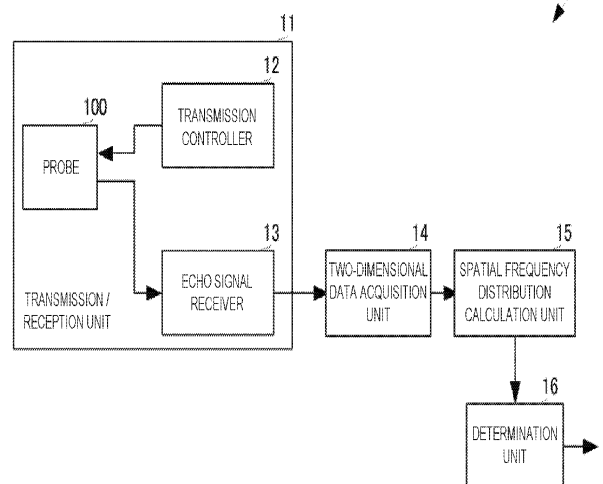 11
12
TRANSMISSION
CONTROLLER
100
PROBE
13
ECHO SIGNAL
RECEIVER
TRANSMISSION /
RECEPTION UNIT
14
TWO-DIMENSIONAL
DATA ACQUISITION
UNIT
15
SPATIAL FREQUENCY
DISTRIBUTION
CALCULATION UNIT
16
DETERMINATION
UNIT